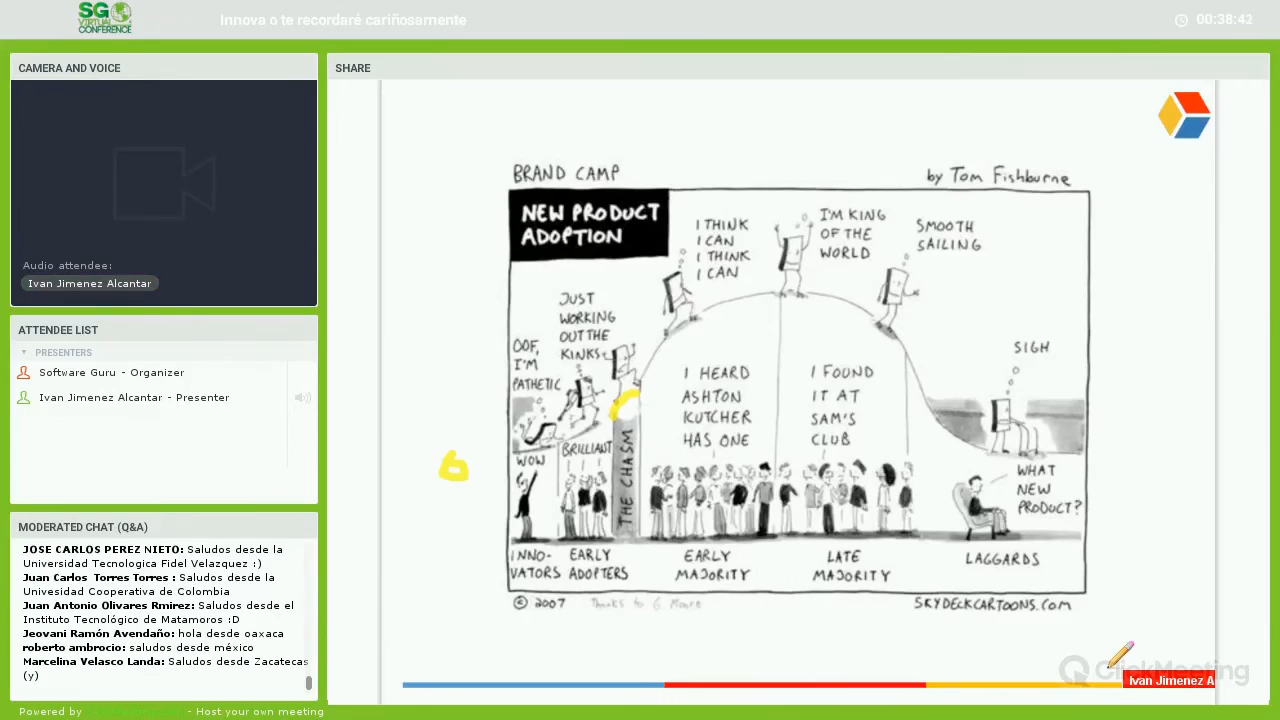 SG
VIRTUAL
CONFERENCE
Innova o te recordaré cariñosamente
00:38:42
CAMERA AND VOICE
Audio attendee:
Ivan Jimenez Alcantar
ATTENDEE LIST
PRESENTERS
Software Guru - Organizer
Ivan Jimenez Alcantar - Presenter
MODERATED CHAT (Q&A)
JOSE CARLOS PEREZ NIETO: Saludos desde la
Universidad Tecnologica Fidel Velazquez :)
Juan Carlos Torres Torres : Saludos desde la
Univesidad Cooperativa de Colombia
Juan Antonio Olivares Rmirez: Saludos desde el
Instituto Tecnológico de Matamoros :D
Jeovani Ramón Avendaño: hola desde oaxaca
roberto ambrocio: saludos desde méxico
Marcelina Velasco Landa: Saludos desde Zacatecas
(y)
Powered by
- Host your own meeting
SHARE
BRAND CAMP
by Tom Fishburne
NEW PRODUCT
ADOPTION
I THINK
I CAN
I THINK
I CAN
I'M KING
OF THE
WORLD
SMOOTH
SAILING
JUST
WORKING
OUT THE
KINKS
OOF,
I'M
PATHETIC
SIGH
I HEARD
ASHTON
KUTCHER
HAS ONE
I FOUND
IT AT
SAM'S
CLUB
WOW
BRILLIANT
THE CHASM
WHAT
NEW
PRODUCT?
INNO-
VATORS
EARLY
ADOPTERS
EARLY
MAJORITY
LATE
MAJORITY
LAGGARDS
© 2007
Thanks to G Moore
SKYDECKCARTOONS.COM
ClickMeeting
Ivan Jimenez A